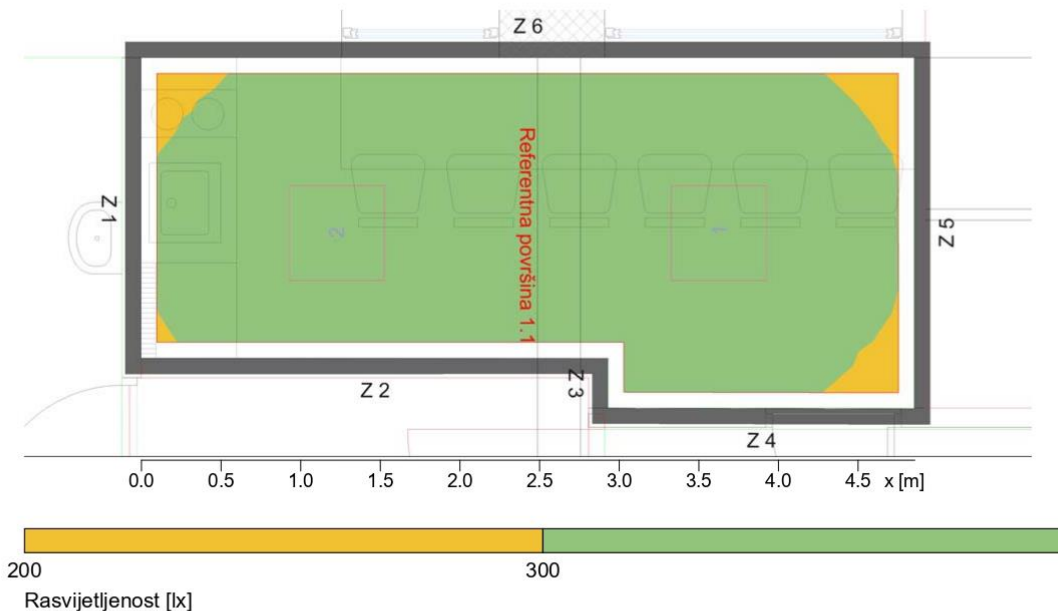 Z 6
Z 1
2
Referentna površina 1.1
1
Z 5
Z 2
Z 3
Z 4
0.0 0.5 1.0 1.5 2.0 2.5 3.0 3.5 4.0 4.5 x [m]
200 300
Rasvijetljenost [lx]